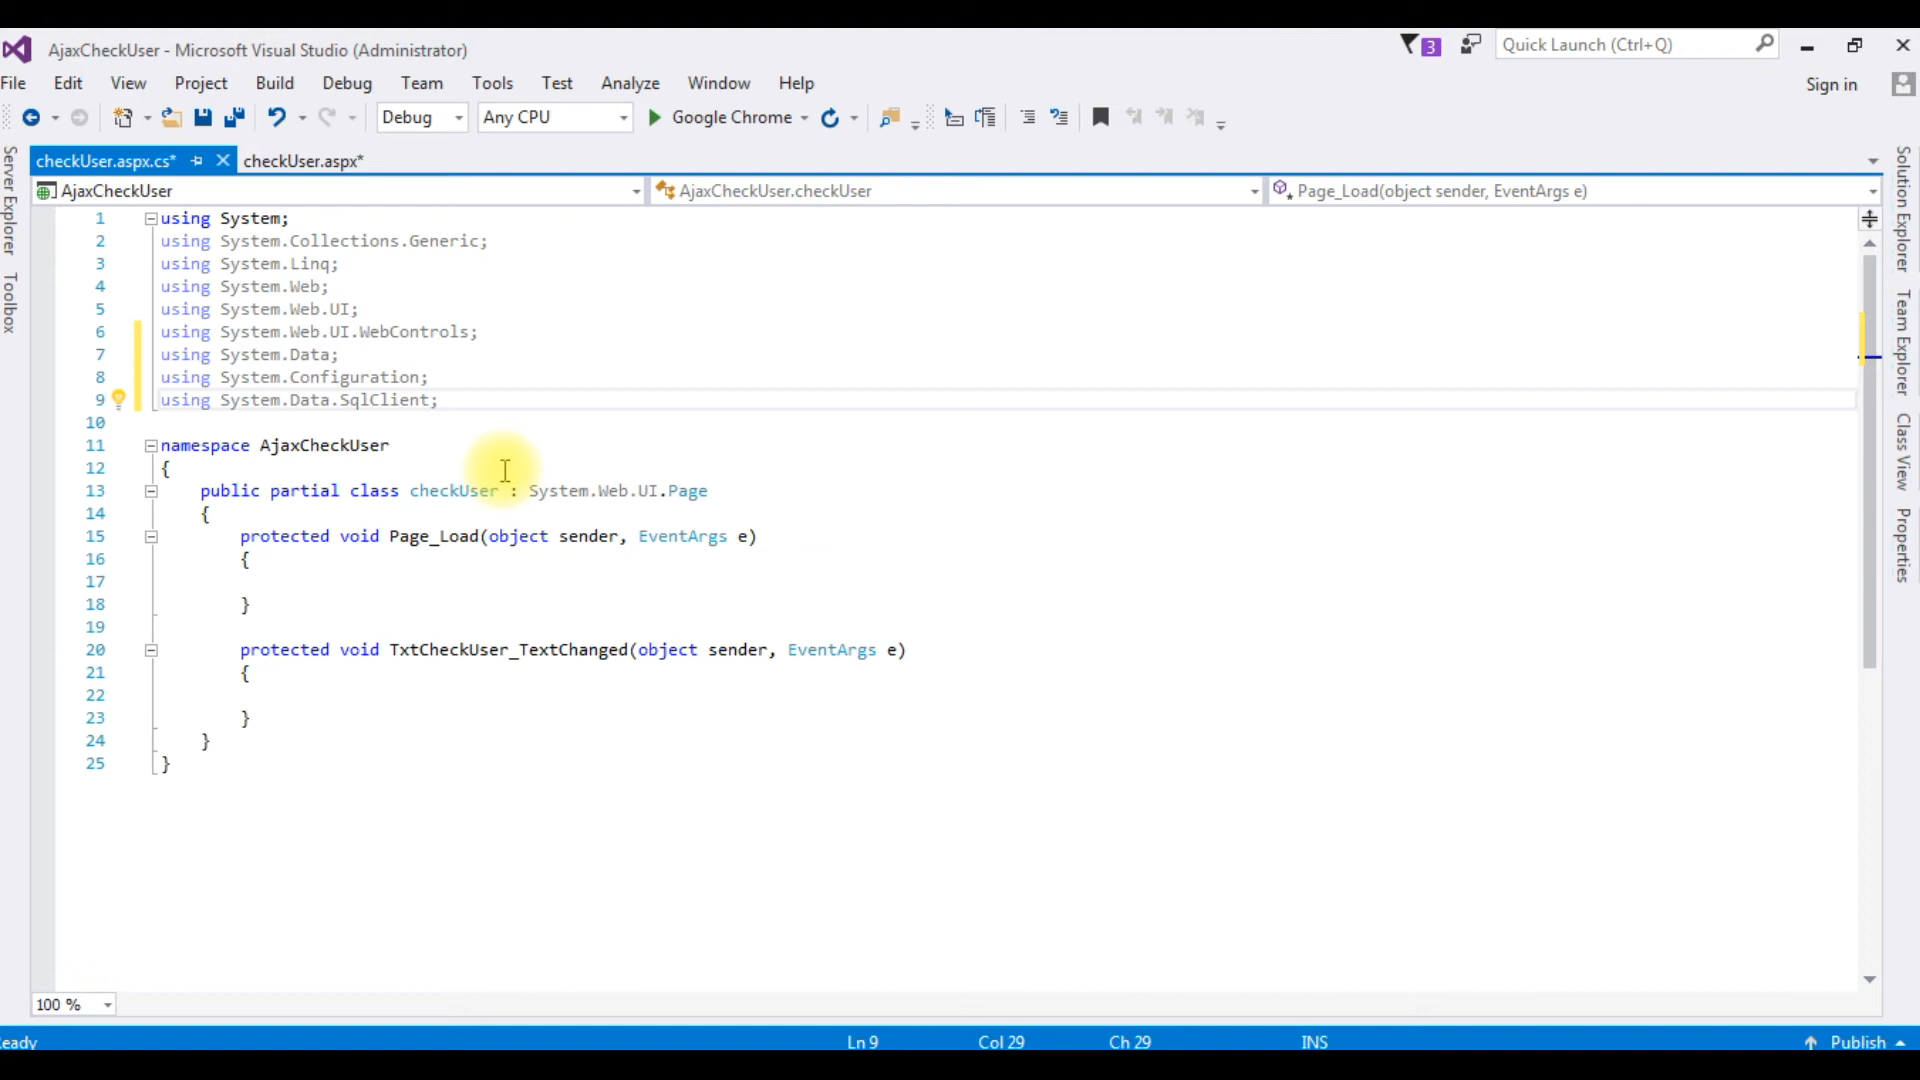 AjaxCheckUser - Microsoft Visual Studio (Administrator)
3
Quick Launch (Ctrl+Q)
File Edit View Project Build Debug Team Tools Test Analyze Window Help
Sign in
Debug Any CPU Google Chrome
checkUser.aspx.cs* checkUser.aspx*
AjaxCheckUser AjaxCheckUser.checkUser Page_Load(object sender, EventArgs e)
Server Explorer
Toolbox
1 using System;
2 using System.Collections.Generic;
3 using System.Linq;
4 using System.Web;
5 using System.Web.UI;
6 using System.Web.UI.WebControls;
7 using System.Data;
8 using System.Configuration;
9 using System.Data.SqlClient;
10
11 namespace AjaxCheckUser
12 {
13 public partial class checkUser : System.Web.UI.Page
14 {
15 protected void Page_Load(object sender, EventArgs e)
16 {
17
18 }
19
20 protected void TxtCheckUser_TextChanged(object sender, EventArgs e)
21 {
22
23 }
24 }
25 }
Solution Explorer
Team Explorer
Class View
Properties
100 %
eady Ln 9 Col 29 Ch 29 INS Publish